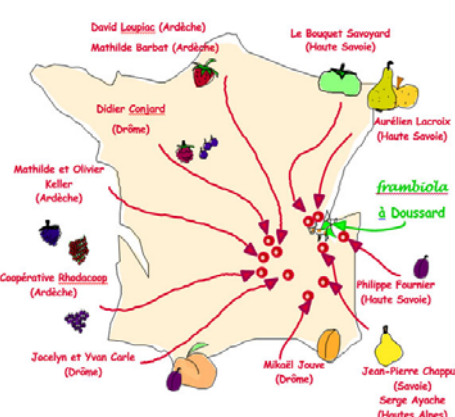 David Loupiac (Ardèche)
Mathilde Barbat (Ardèche)
Le Bouquet Savoyard
(Haute Savoie)
Didier Conjard
(Drôme)
Aurélien Lacroix
(Haute Savoie)
Mathilde et Olivier
Keller
(Ardèche)
frambiola
à Doussard
Coopérative Rhodacoop
(Ardèche)
Philippe Fournier
(Haute Savoie)
Jocelyn et Yvan Carle
(Drôme)
Mikaël Jouve
(Drôme)
Jean-Pierre Chappu
(Savoie)
Serge Ayache
(Hautes Alpes)